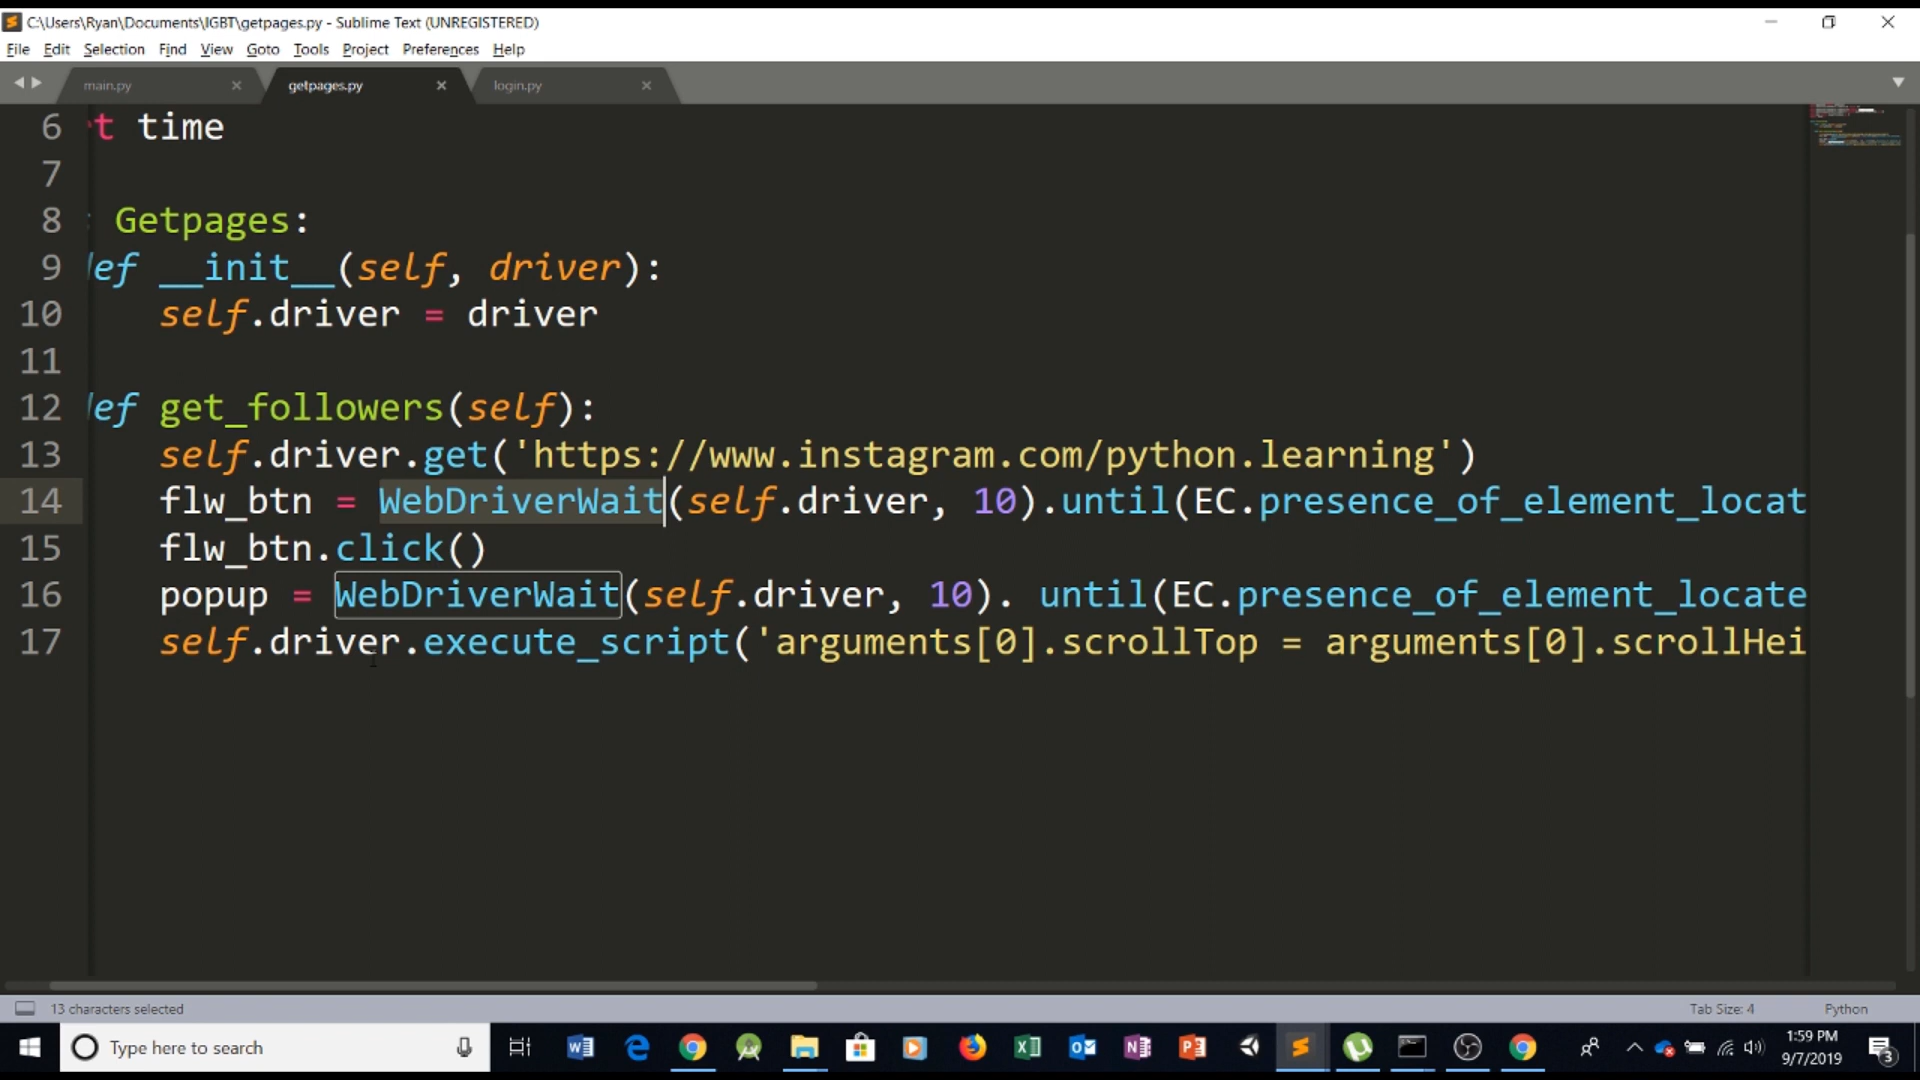 C:\Users\Ryan\Documents\IGBT\getpages.py - Sublime Text (UNREGISTERED)
File Edit Selection Find View Goto Tools Project Preferences Help
main.py getpages.py login.py
6 t time
7
8 Getpages:
9 ef __init__(self, driver):
10 self.driver = driver
11
12 ef get_followers(self):
13 self.driver.get('https://www.instagram.com/python.learning')
14 flw_btn = WebDriverWait(self.driver, 10).until(EC.presence_of_element_locat
15 flw_btn.click()
16 popup = WebDriverWait(self.driver, 10). until(EC.presence_of_element_locate
17 self.driver.execute_script('arguments[0].scrollTop = arguments[0].scrollHei
13 characters selected Tab Size: 4 Python
Type here to search
1:59 PM
9/7/2019
3